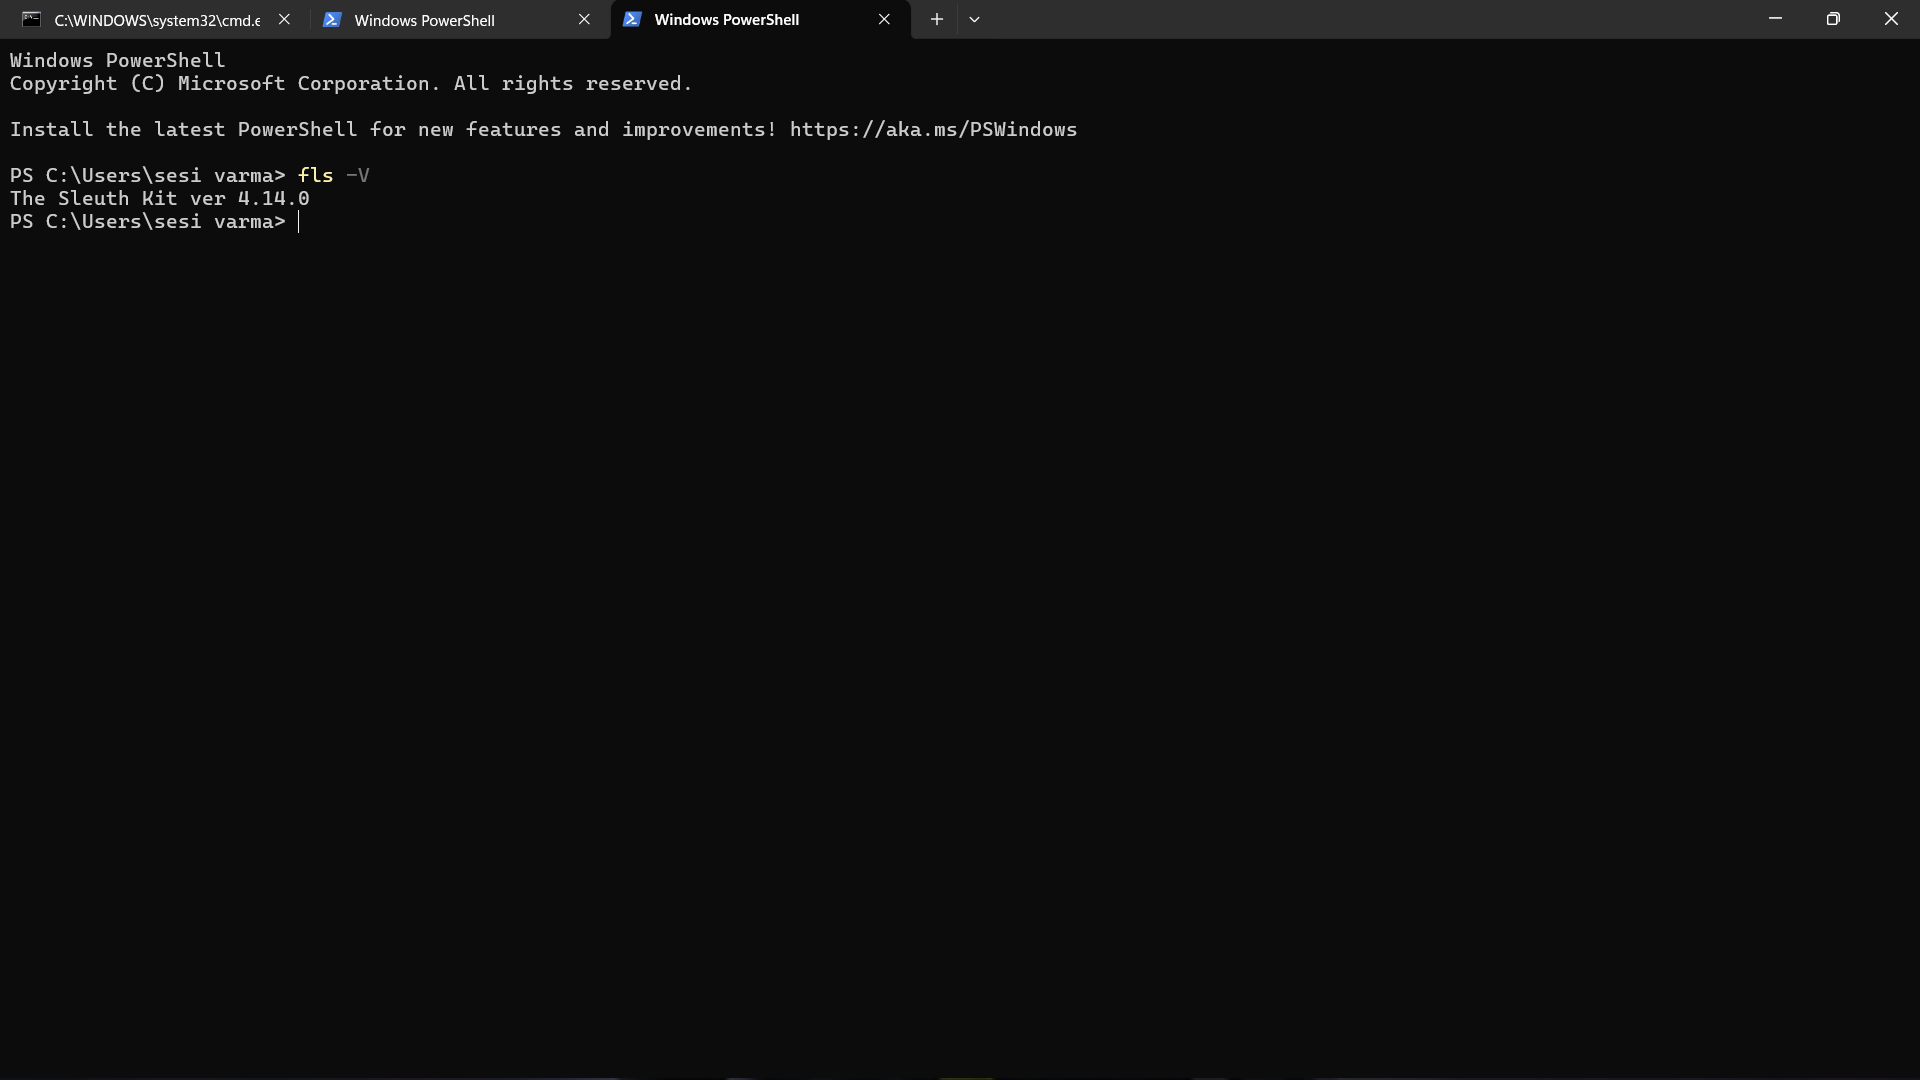 C:\WINDOWS\system32\cmd.e
Windows PowerShell
Windows PowerShell
Windows PowerShell
Copyright (C) Microsoft Corporation. All rights reserved.
Install the latest PowerShell for new features and improvements! https://aka.ms/PSWindows
PS C:\Users\sesi varma> fls -V
The Sleuth Kit ver 4.14.0
PS C:\Users\sesi varma>